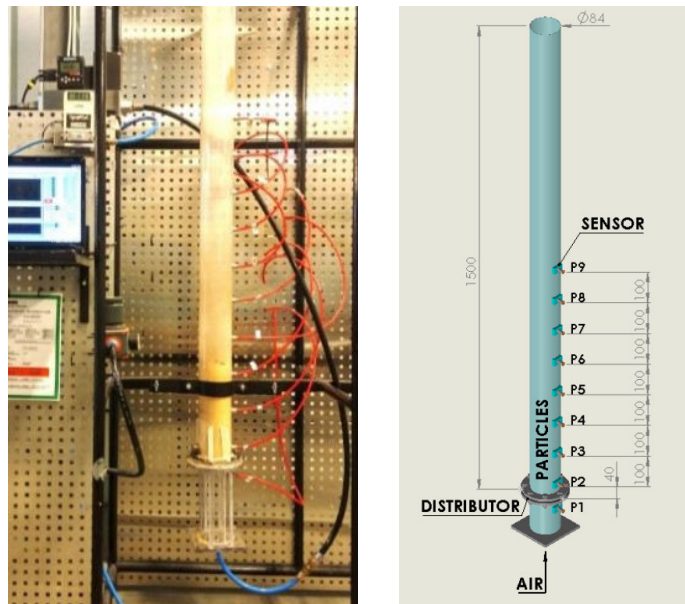 Ø84
1500
SENSOR
P9
100
P8
100
P7
100
P6
100
P5
100
P4
100
P3
100
P2
40
PARTICLES
DISTRIBUTOR
P1
AIR